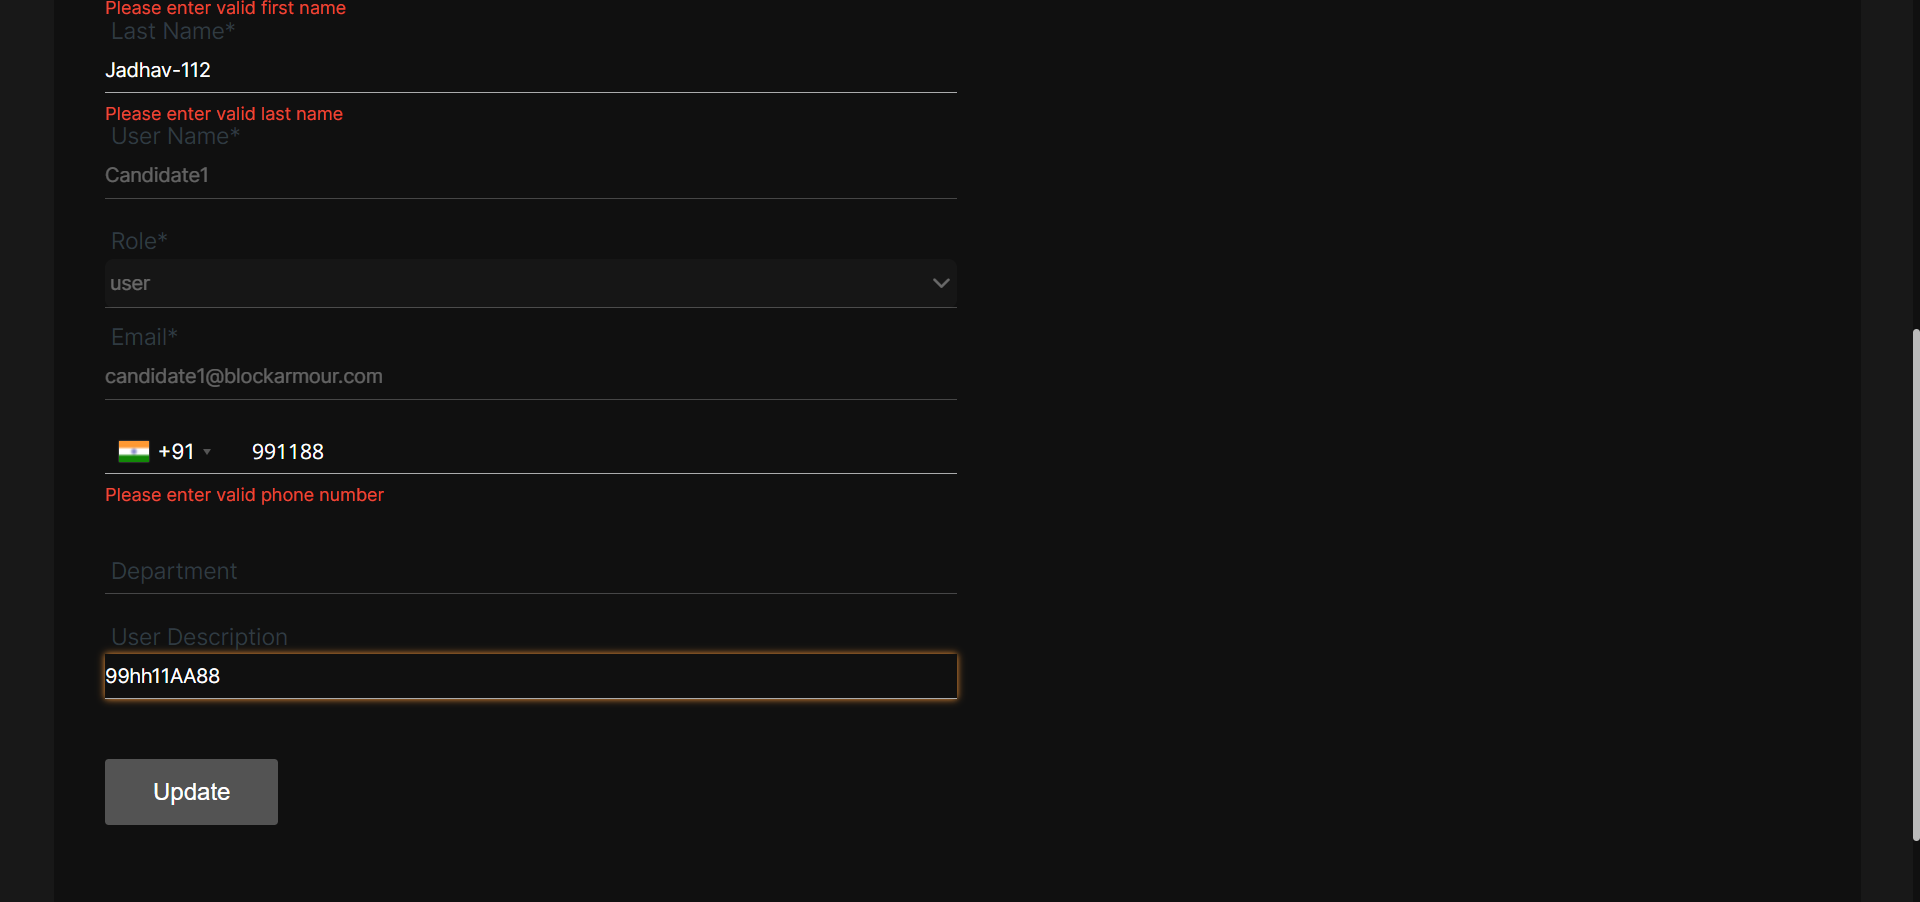 Please enter valid first name
Last Name*
Jadhav-112
Please enter valid last name
User Name*
Candidate1
Role*
user
Email*
candidate1@blockarmour.com
+91 991188
Please enter valid phone number
Department
User Description
99hh11AA88
Update